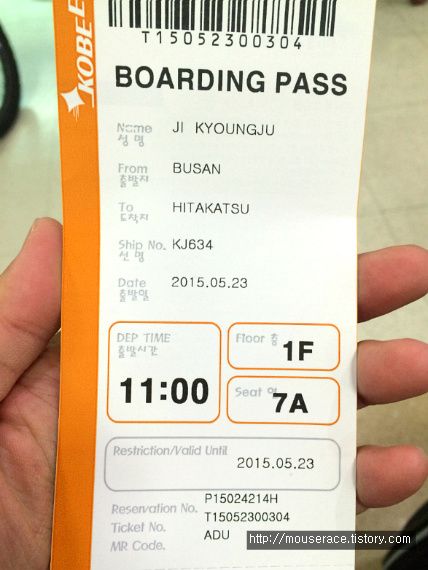 KOBEE
T15052300304
BOARDING PASS
Name JI KYOUNGJU
성 명
From BUSAN
출발지
To HITAKATSU
도착지
Ship No. KJ634
선 명
Date 2015.05.23
출발일
DEP TIME
출발시간
11:00
Floor 층 1F
Seat 7A
Restriction/Valid Until
2015.05.23
Reservation No. P15024214H
Ticket No. T15052300304
MR Code. ADU
http://mouserace.tistory.com